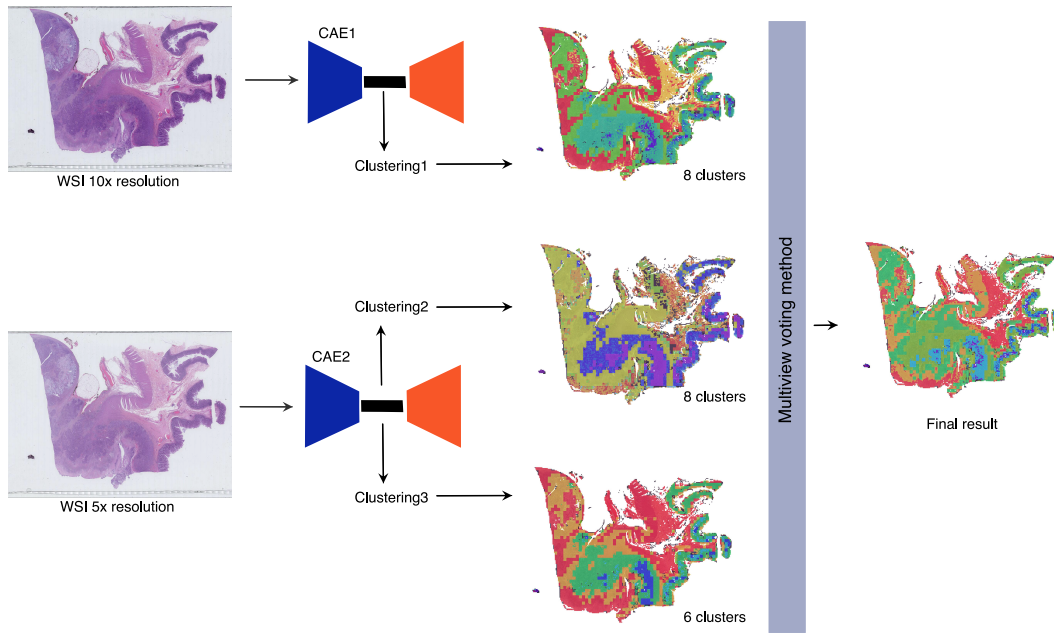 CAE1
Clustering1
WSI 10x resolution
8 clusters
Clustering2
CAE2
8 clusters
Clustering3
WSI 5x resolution
6 clusters
Multiview voting method
Final result